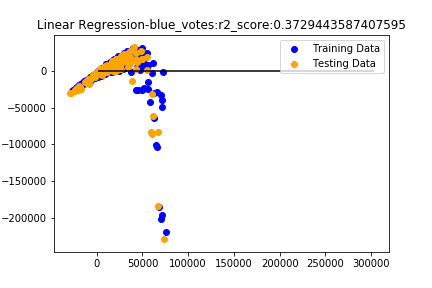 Linear Regression-blue_votes:r2_score:0.3729443587407595
Training Data
Testing Data
0
−50000
−100000
−150000
−200000
0 50000 100000 150000 200000 250000 300000